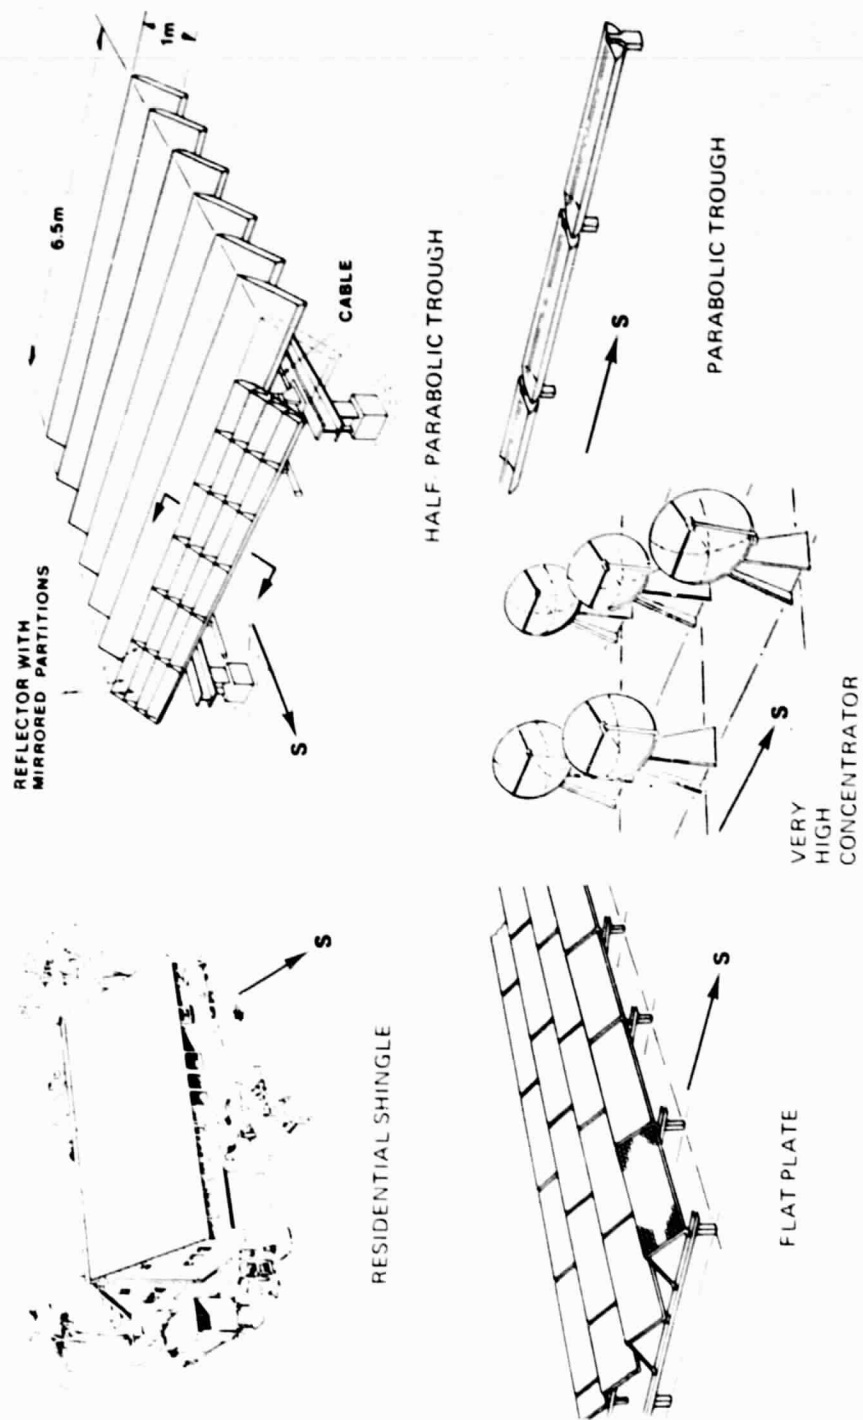 REFLECTOR WITH
MIRRORED PARTITIONS
6.5m
1m
S
CABLE
RESIDENTIAL SHINGLE
S
HALF PARABOLIC TROUGH
FLAT PLATE
S
VERY
HIGH
CONCENTRATOR
S
PARABOLIC TROUGH
S